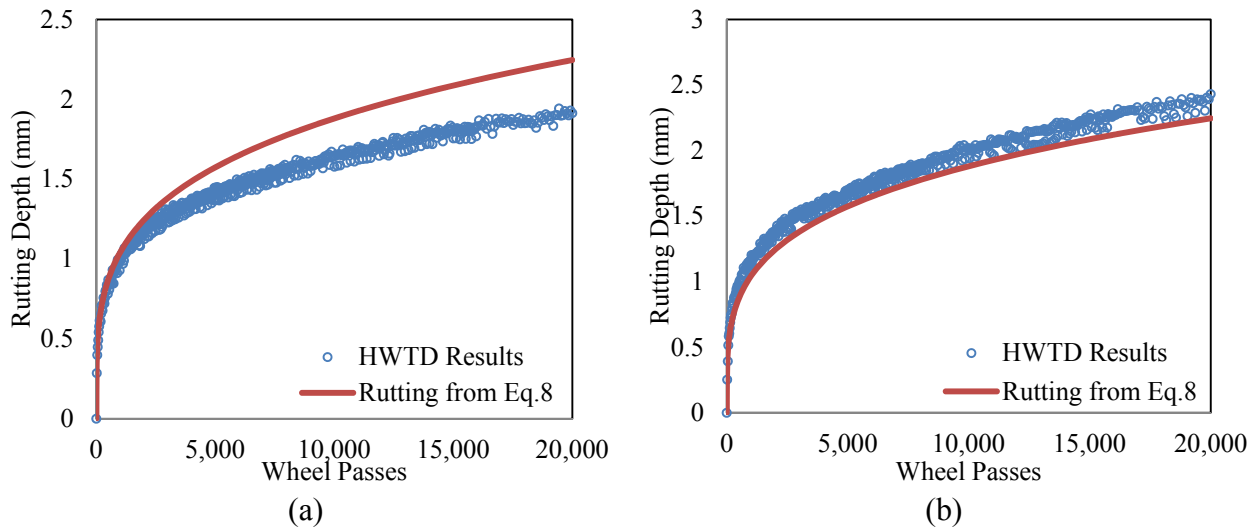 2.5
2
1.5
1
0.5
0
Rutting Depth (mm)
HWTD Results
Rutting from Eq.8
0 5,000 10,000 15,000 20,000
Wheel Passes
(a)
3
2.5
2
1.5
1
0.5
0
Rutting Depth (mm)
HWTD Results
Rutting from Eq.8
0 5,000 10,000 15,000 20,000
Wheel Passes
(b)